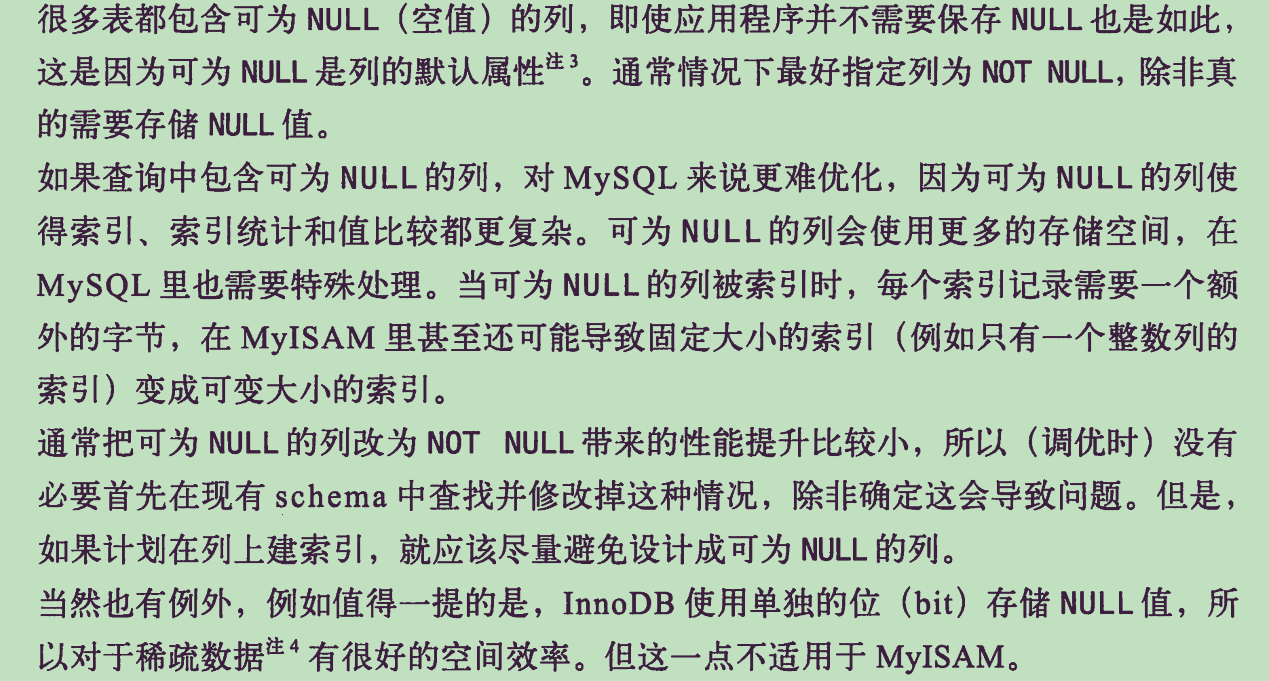 很多表都包含可为 NULL（空值）的列，即使应用程序并不需要保存 NULL 也是如此，
这是因为可为 NULL 是列的默认属性注3。通常情况下最好指定列为 NOT NULL，除非真
的需要存储 NULL 值。
如果查询中包含可为 NULL 的列，对 MySQL 来说更难优化，因为可为 NULL 的列使
得索引、索引统计和值比较都更复杂。可为 NULL 的列会使用更多的存储空间，在
MySQL 里也需要特殊处理。当可为 NULL 的列被索引时，每个索引记录需要一个额
外的字节，在 MyISAM 里甚至还可能导致固定大小的索引（例如只有一个整数列的
索引）变成可变大小的索引。
通常把可为 NULL 的列改为 NOT NULL 带来的性能提升比较小，所以（调优时）没有
必要首先在现有 schema 中查找并修改掉这种情况，除非确定这会导致问题。但是，
如果计划在列上建索引，就应该尽量避免设计成可为 NULL 的列。
当然也有例外，例如值得一提的是，InnoDB 使用单独的位（bit）存储 NULL 值，所
以对于稀疏数据注4有很好的空间效率。但这一点不适用于 MyISAM。